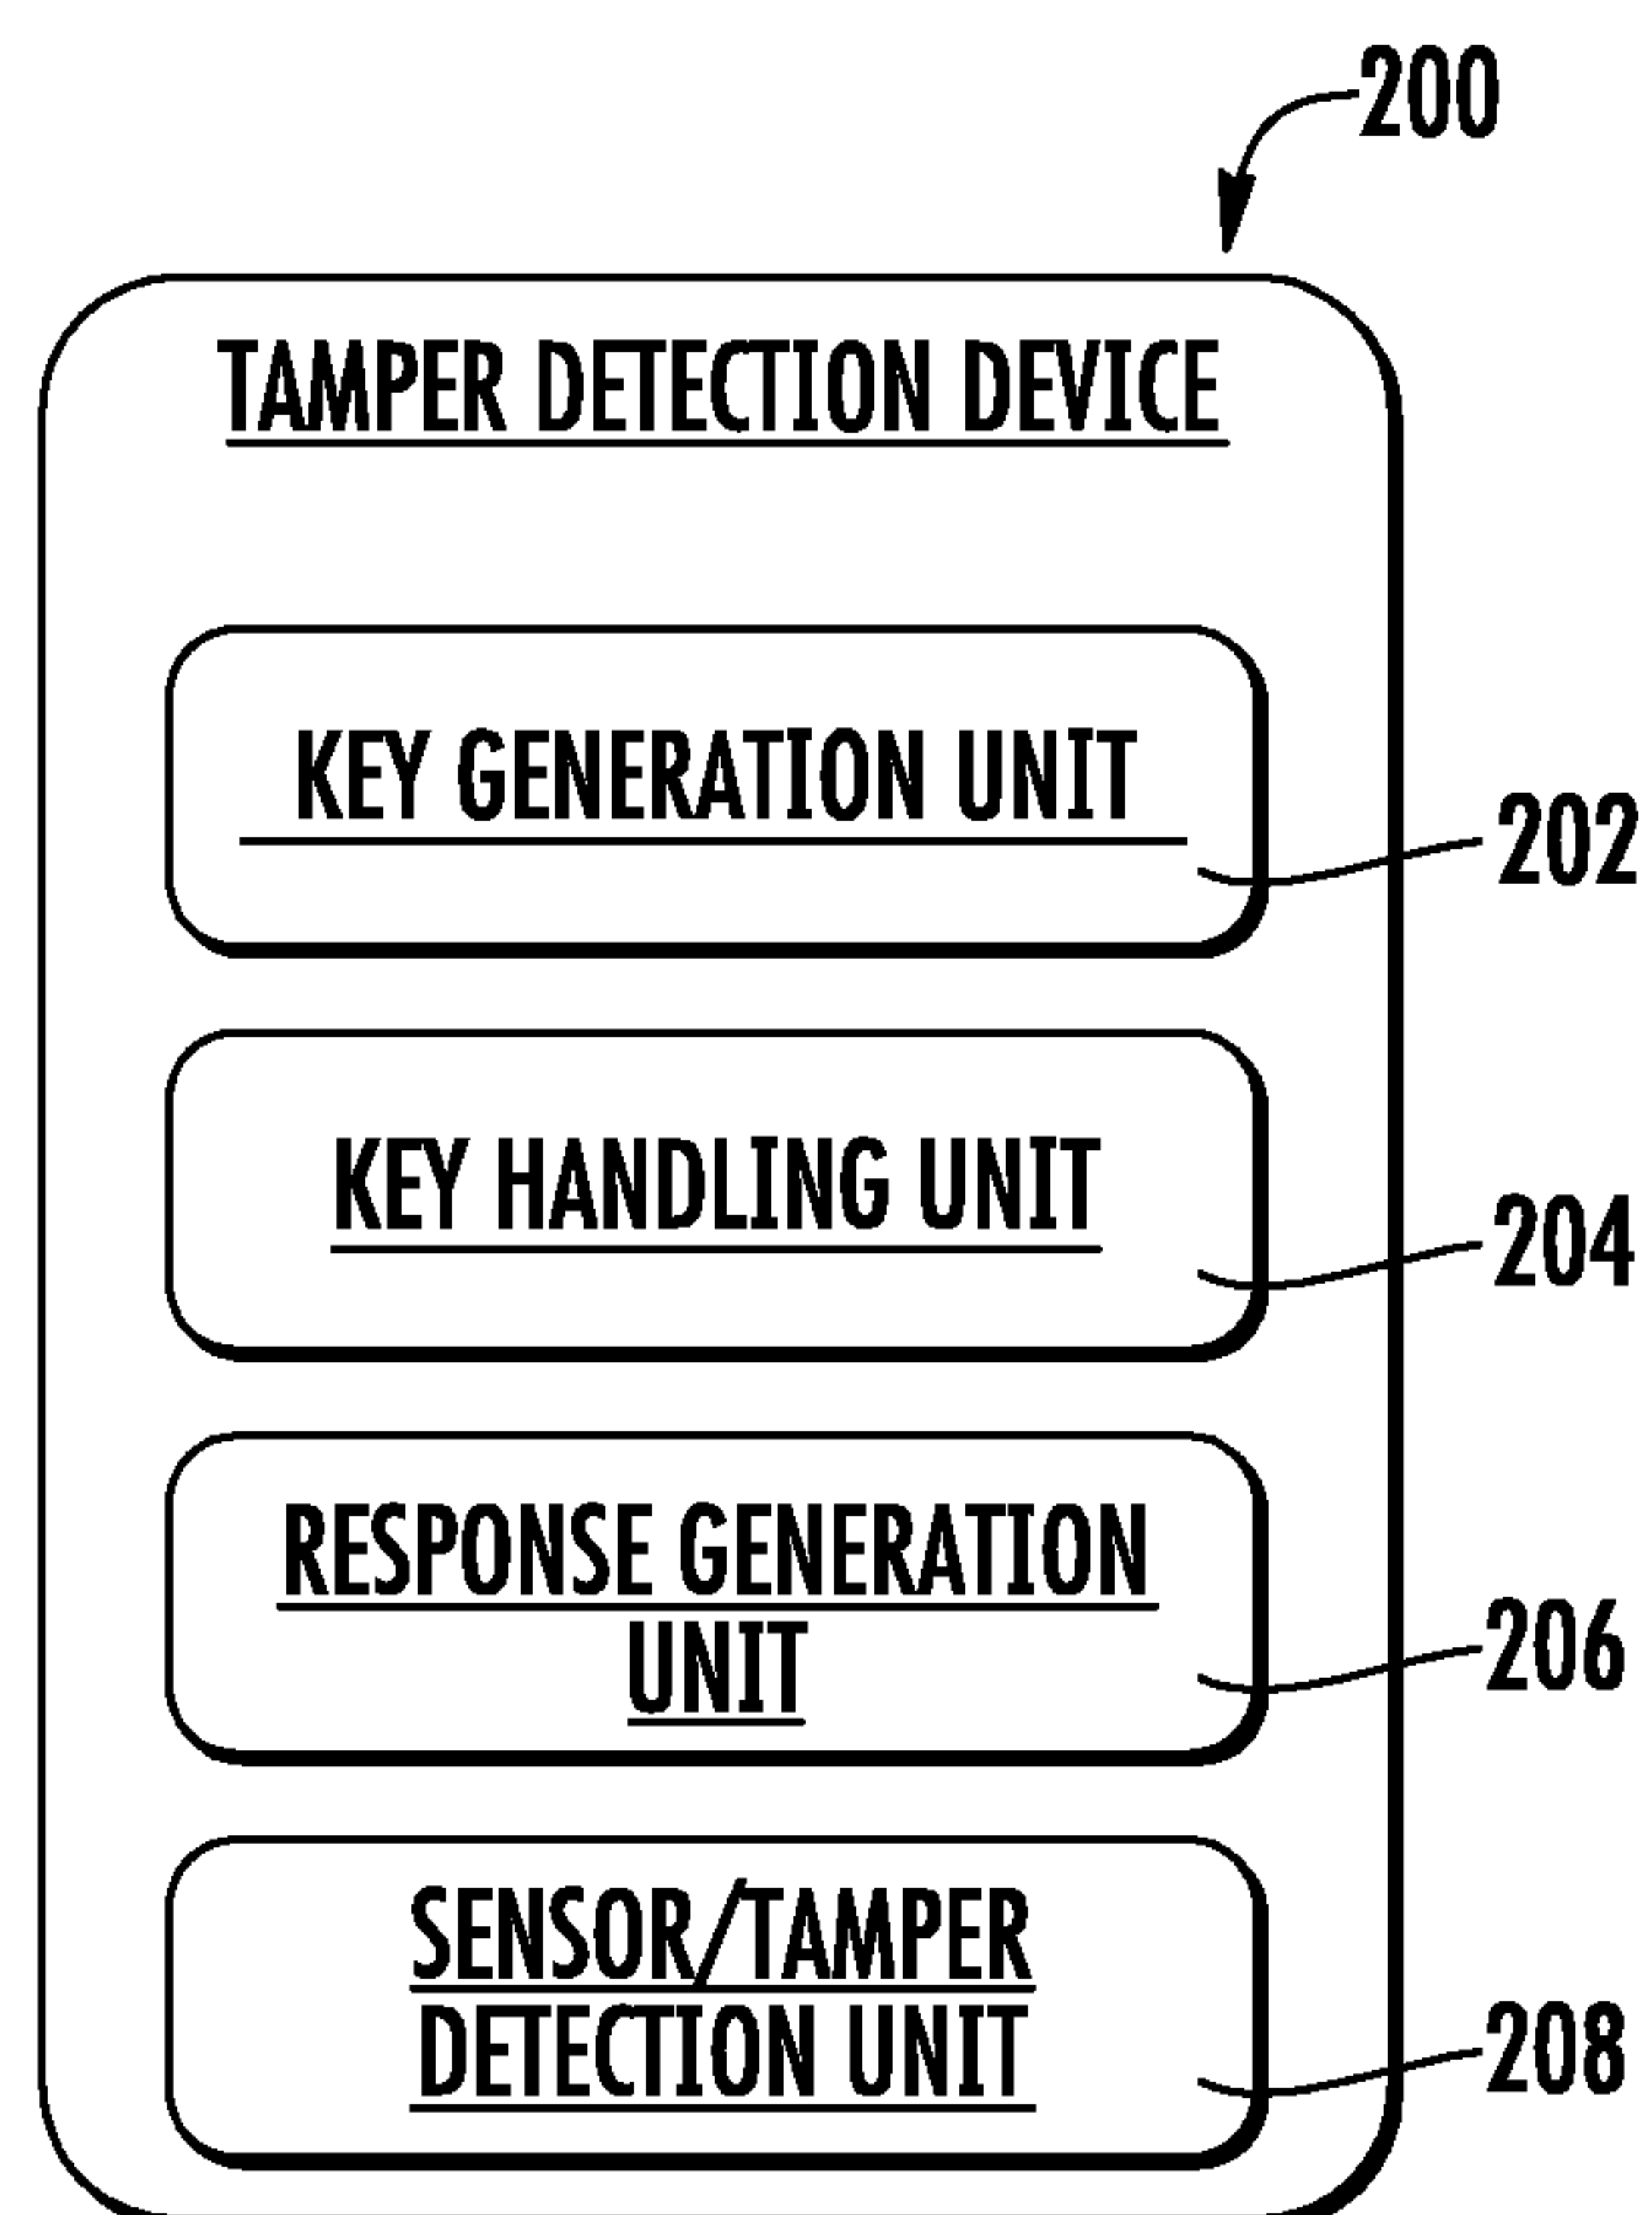 200
TAMPER DETECTION DEVICE
KEY GENERATION UNIT
202
KEY HANDLING UNIT
204
RESPONSE GENERATION
UNIT
206
SENSOR/TAMPER
DETECTION UNIT
208